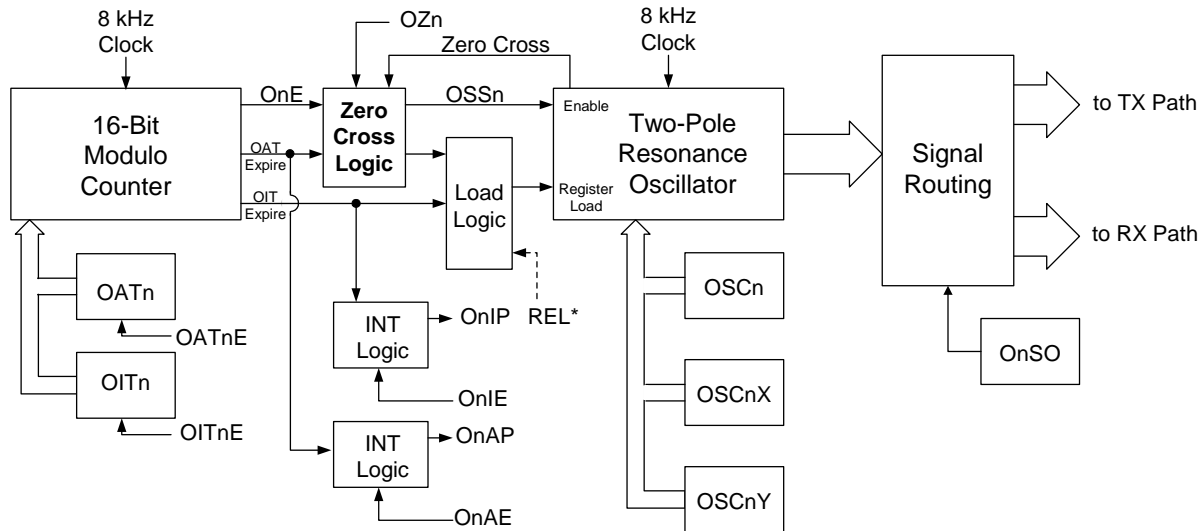 8 kHz
Clock
OZn
8 kHz
Clock
Zero Cross
OnE
OSSn
16-Bit
Modulo
Counter
OAT
Expire
OIT
Expire
Zero
Cross
Logic
Load
Logic
Enable
Register
Load
Two-Pole
Resonance
Oscillator
Signal
Routing
to TX Path
to RX Path
OATn
OATnE
OITn
OITnE
INT
Logic
OnIP
OnIE
REL*
INT
Logic
OnAP
OnAE
OSCn
OSCnX
OSCnY
OnSO